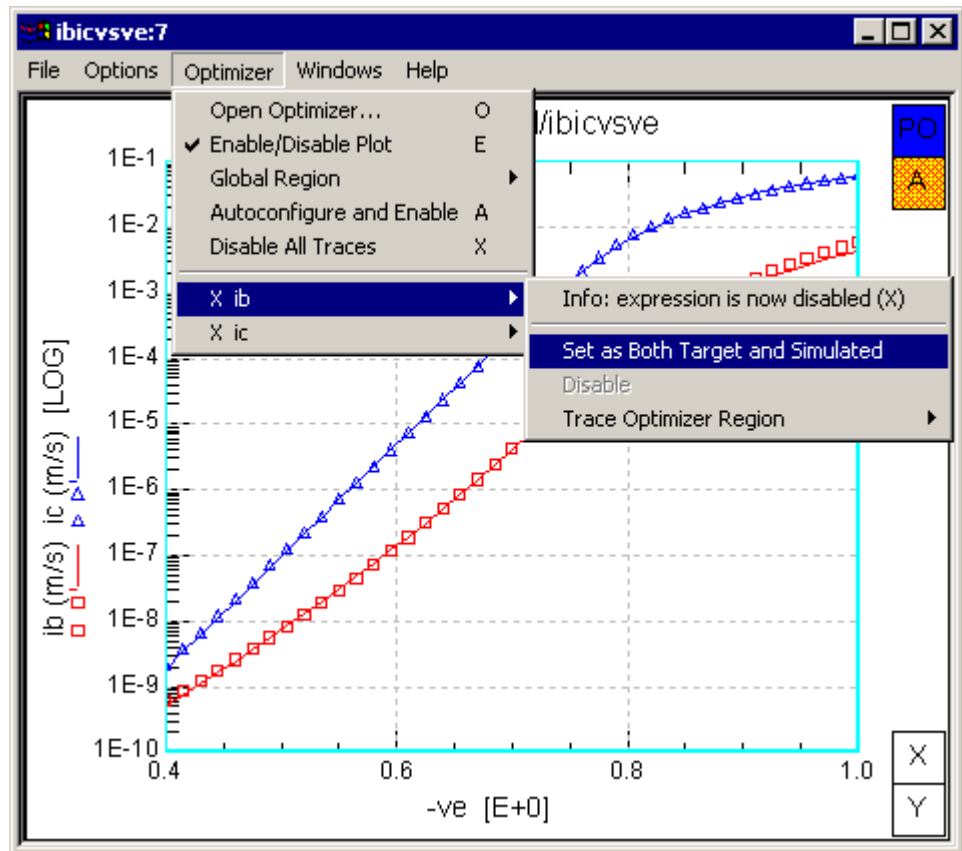 ibicvsve:7
File Options Optimizer Windows Help
Open Optimizer... O
Enable/Disable Plot E
Global Region
Autoconfigure and Enable A
Disable All Traces X
X ib
X ic
Info: expression is now disabled (X)
Set as Both Target and Simulated
Disable
Trace Optimizer Region
/ibicvsve
PO
A
1E-1
1E-2
1E-3
1E-4
1E-5
1E-6
1E-7
1E-8
1E-9
1E-10
ib (m/s) ic (m/s) [LOG]
0.4 0.6 0.8 1.0
-ve [E+0]
X
Y